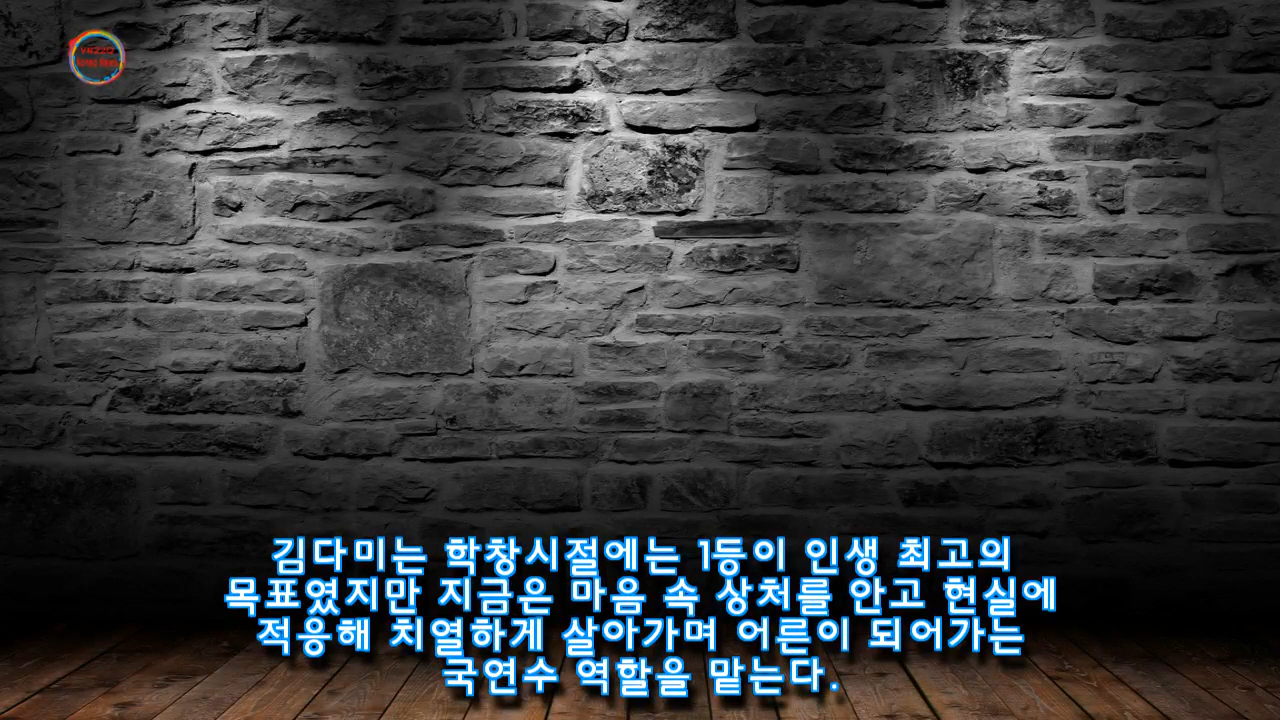 김다미는 학창시절에는 1등이 인생 최고의
목표였지만 지금은 마음 속 상처를 안고 현실에
적응해 치열하게 살아가며 어른이 되어가는
국연수 역할을 맡는다.